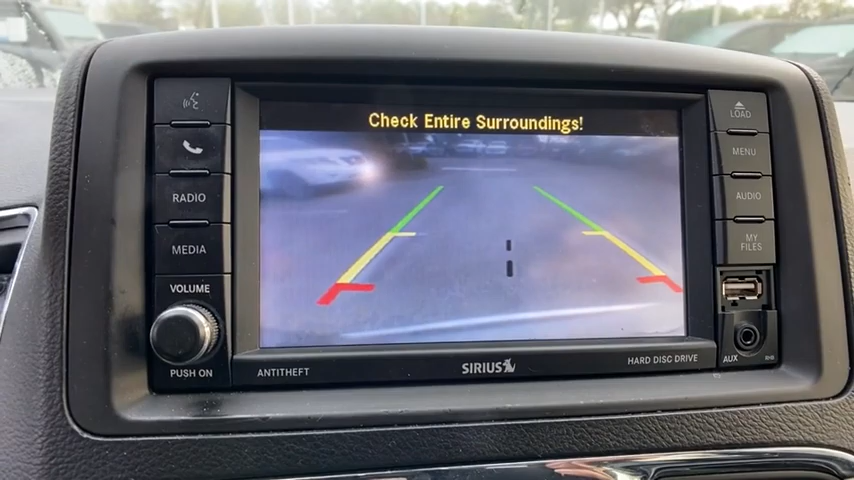 Check Entire Surroundings!
RADIO
MEDIA
VOLUME
PUSH ON
LOAD
MENU
AUDIO
MY
FILES
AUX
RHB
ANTITHEFT
SIRIUS
HARD DISC DRIVE